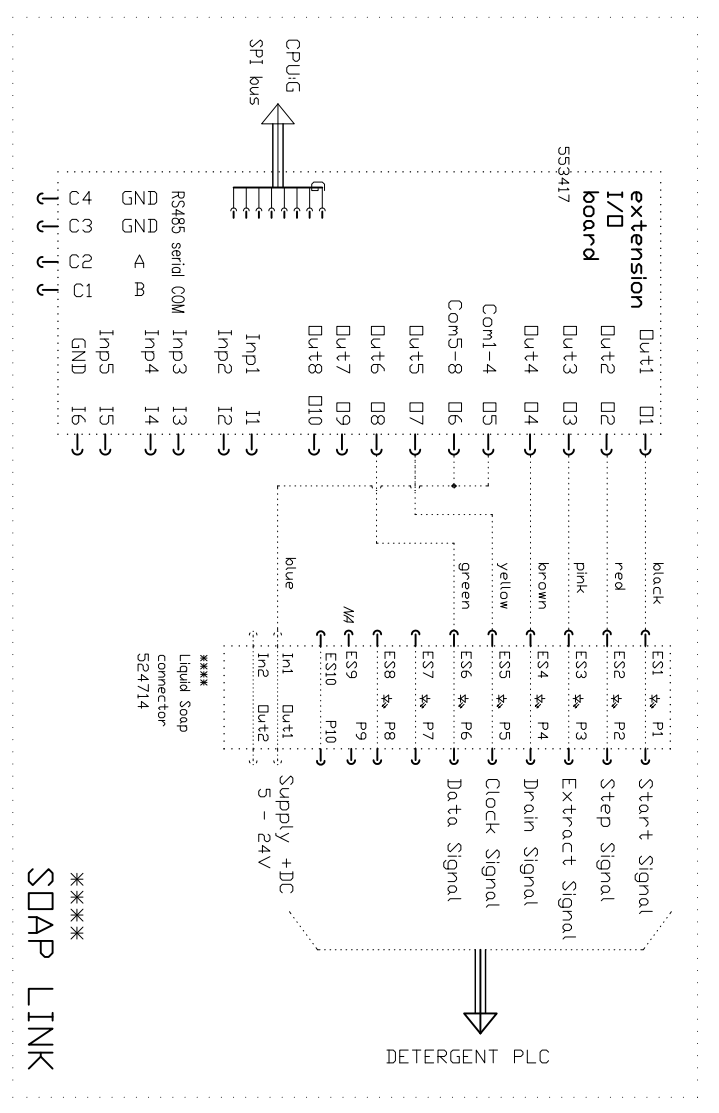 CPU:G
SPI bus
553417
extension
I/O
board
RS485 serial COM
C4 GND
C3 GND
C2 A
C1 B
Out1 O1
Out2 O2
Out3 O3
Out4 O4
Com1-4 O5
Com5-8 O6
Out5 O7
Out6 O8
Out7 O9
Out8 O10
Inp1 I1
Inp2 I2
Inp3 I3
Inp4 I4
Inp5 I5
GND I6
black
red
pink
brown
yellow
green
blue
NA
ES1 P1
ES2 P2
ES3 P3
ES4 P4
ES5 P5
ES6 P6
ES7 P7
ES8 P8
ES9 P9
ES10 P10
In1 Out1
In2 Out2
****
Liquid Soap
connector
524714
Start Signal
Step Signal
Extract Signal
Drain Signal
Clock Signal
Data Signal
Supply +DC
5 - 24V
DETERGENT PLC
****
SOAP LINK